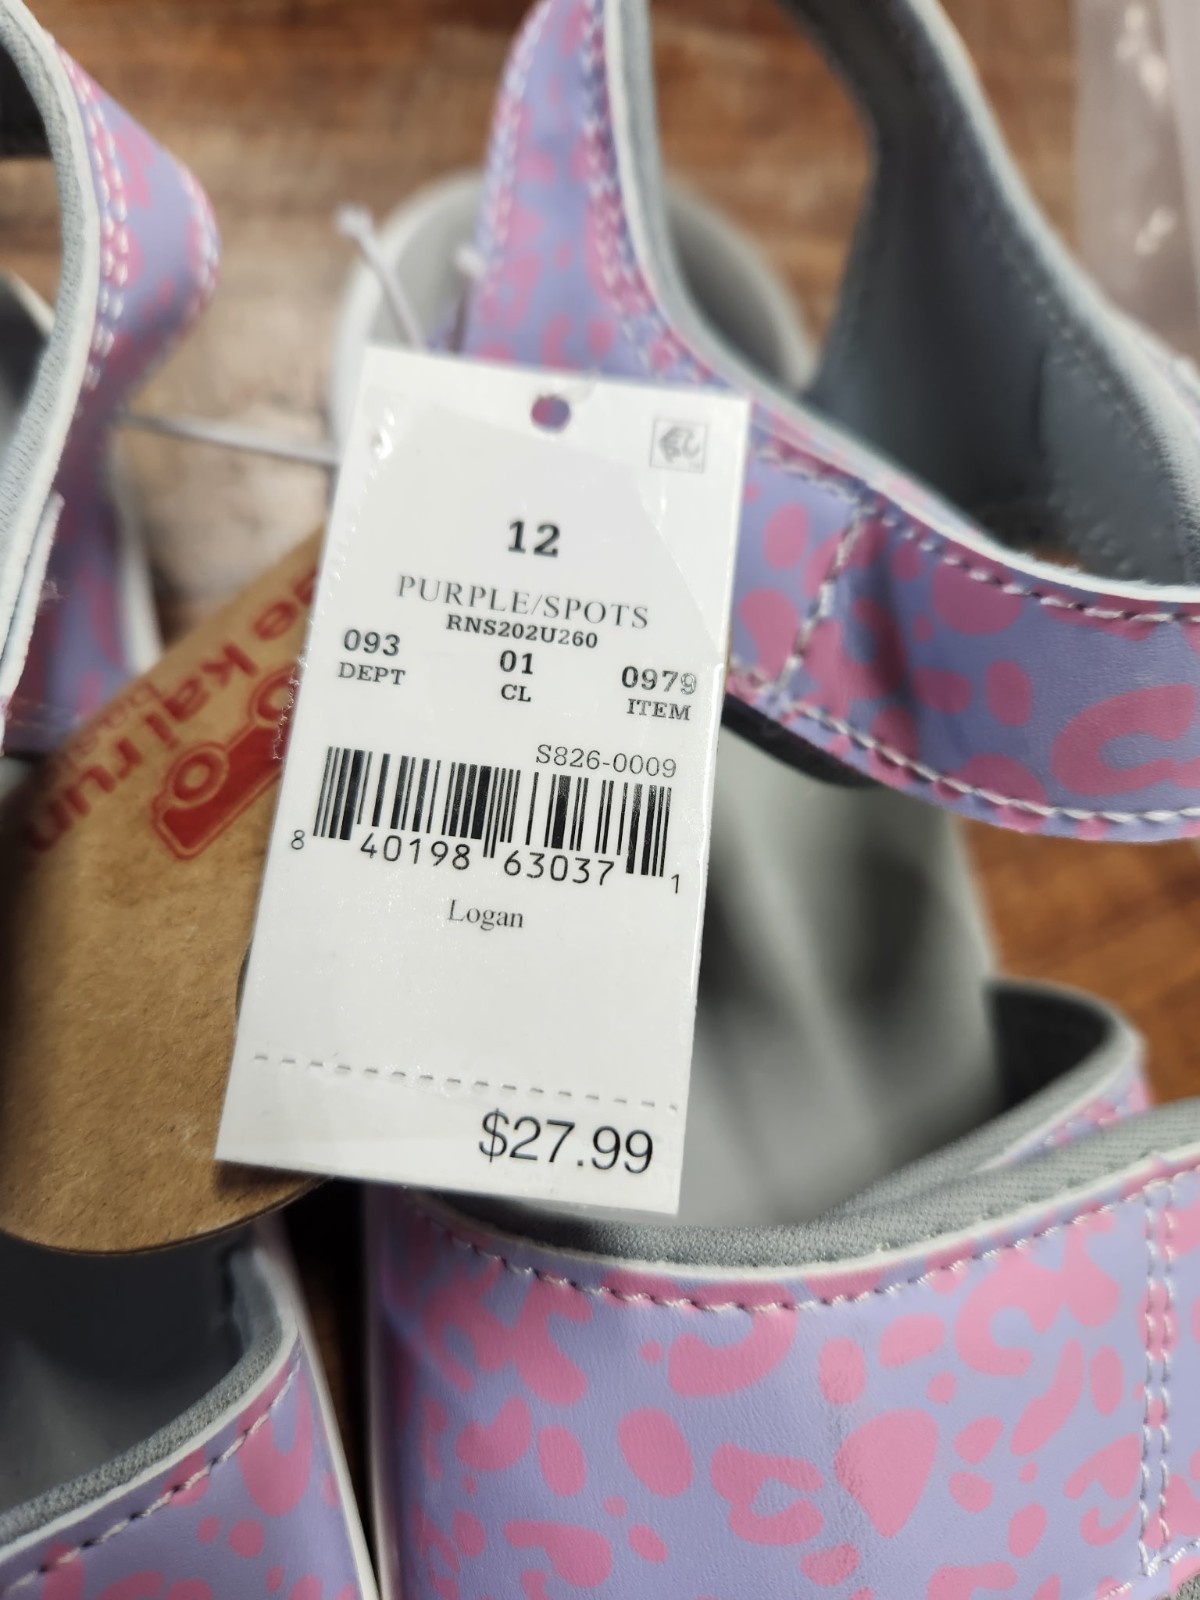 12
PURPLE/SPOTS
RNS202U260
093 01 0979
DEPT CL ITEM
S826-0009
8 40198 63037 1
Logan
$27.99
kairun